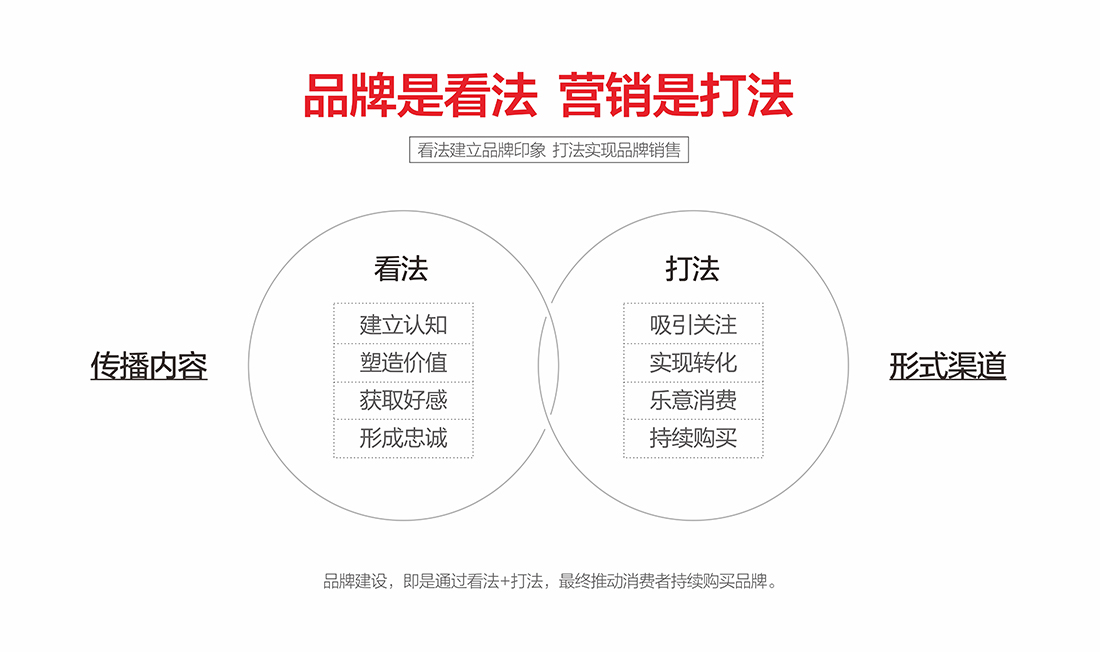 品牌是看法 营销是打法
看法建立品牌印象 打法实现品牌销售
看法
建立认知
塑造价值
获取好感
形成忠诚
打法
吸引关注
实现转化
乐意消费
持续购买
传播内容
形式渠道
品牌建设，即是通过看法+打法，最终推动消费者持续购买品牌。